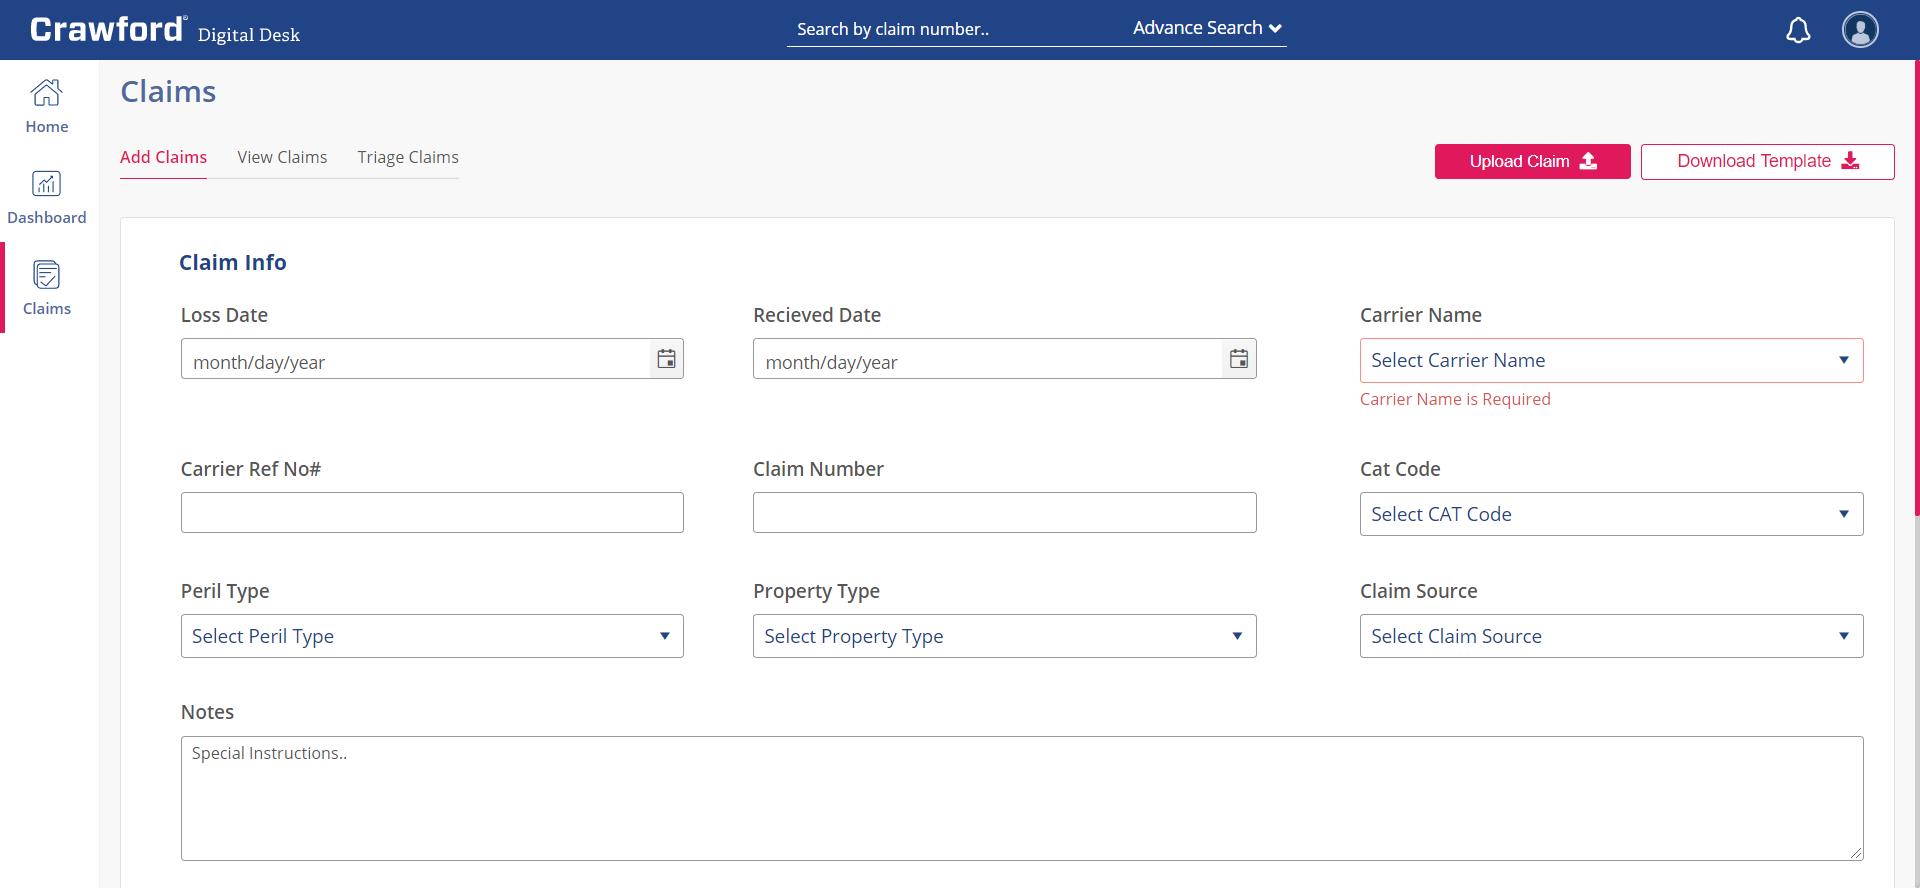 Crawford®
Digital Desk
Search by claim number..
Advance Search
Home
Dashboard
Claims
Claims
Add Claims
View Claims
Triage Claims
Upload Claim
Download Template
Claim Info
Loss Date
Recieved Date
Carrier Name
month/day/year
month/day/year
Select Carrier Name
Carrier Name is Required
Carrier Ref No#
Claim Number
Cat Code
Select CAT Code
Peril Type
Property Type
Claim Source
Select Peril Type
Select Property Type
Select Claim Source
Notes
Special Instructions..